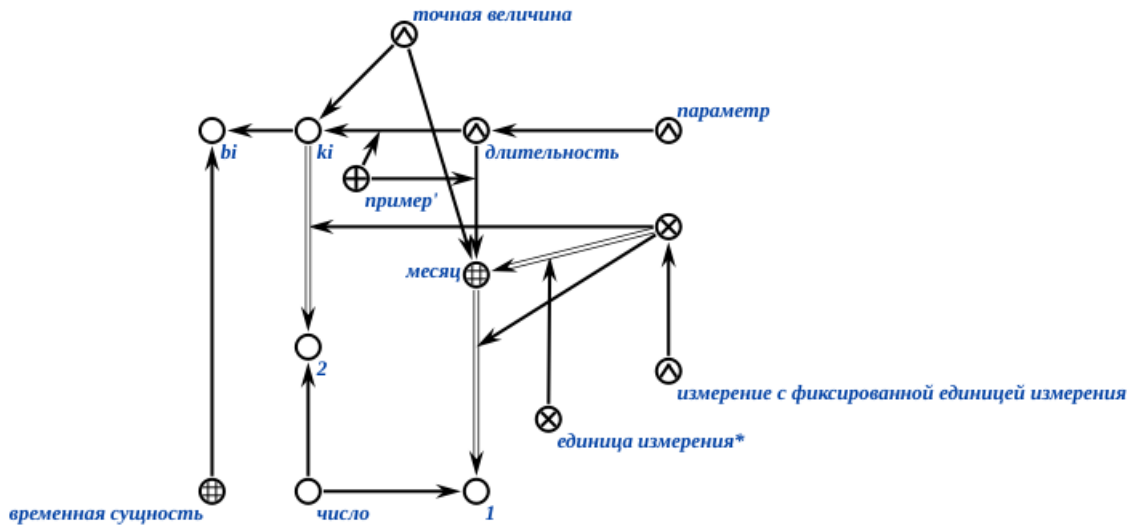 точная величина
параметр
bi
ki
длительность
пример'
месяц
2
измерение с фиксированной единицей измерения
единица измерения*
временная сущность
число
1